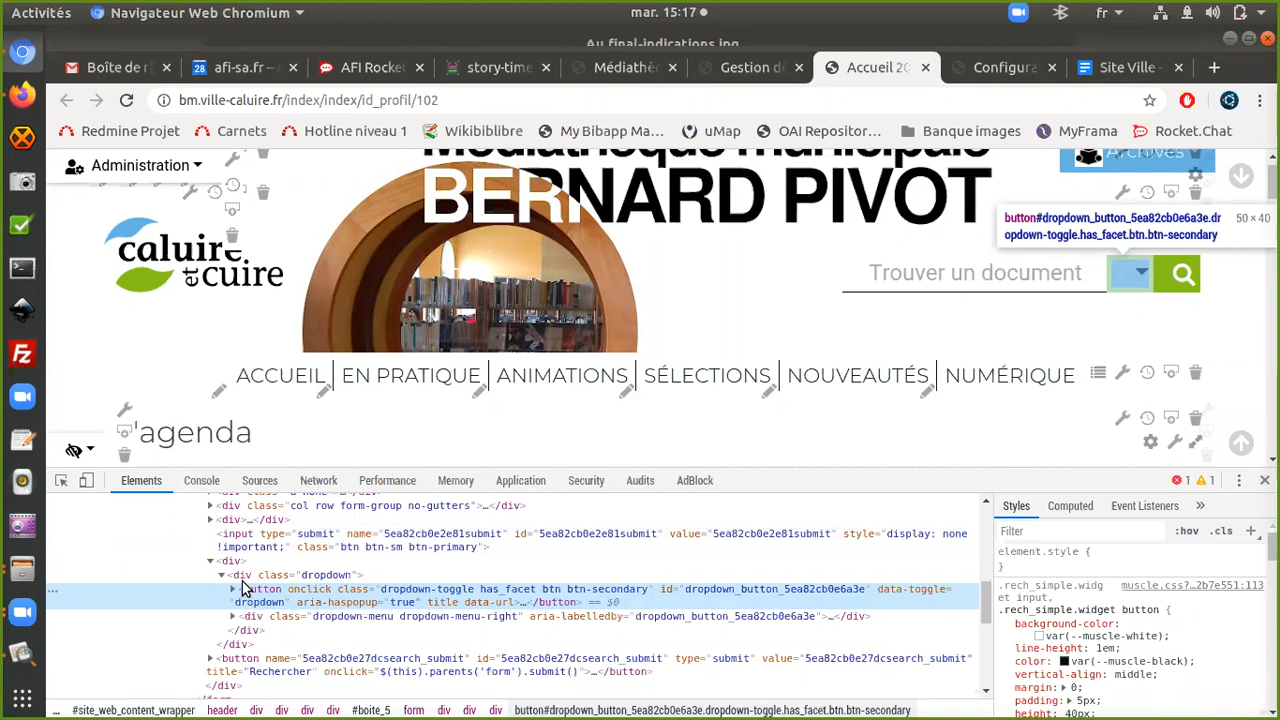 Activités Navigateur Web Chromium mar. 15:17 fr
Au final-indications.jpg
Boîte de r afi-sa.fr – AFI Rocket story-time Médiathè Gestion d Accueil 20 Configura Site Ville -
bm.ville-caluire.fr/index/index/id_profil/102
Redmine Projet Carnets Hotline niveau 1 Wikibiblibre My Bibapp Ma… uMap OAI Repositor… Banque images MyFrama Rocket.Chat
Administration
Médiathèque municipale
Archives
BERNARD PIVOT
button#dropdown_button_5ea82cb0e6a3e.dr 50 × 40
opdown-toggle.has_facet.btn.btn-secondary
caluire
et cuire
Trouver un document
ACCUEIL EN PRATIQUE ANIMATIONS SÉLECTIONS NOUVEAUTÉS NUMÉRIQUE
'agenda
Elements Console Sources Network Performance Memory Application Security Audits AdBlock 1 1
<div class="col row form-group no-gutters">…</div>
<div>…</div>
<input type="submit" name="5ea82cb0e2e81submit" id="5ea82cb0e2e81submit" value="5ea82cb0e2e81submit" style="display: none
!important;" class="btn btn-sm btn-primary">
<div>
<div class="dropdown">
button onclick class="dropdown-toggle has_facet btn btn-secondary" id="dropdown_button_5ea82cb0e6a3e" data-toggle=
"dropdown" aria-haspopup="true" title data-url>…</button> == $0
<div class="dropdown-menu dropdown-menu-right" aria-labelledby="dropdown_button_5ea82cb0e6a3e">…</div>
</div>
</div>
<button name="5ea82cb0e27dcsearch_submit" id="5ea82cb0e27dcsearch_submit" type="submit" value="5ea82cb0e27dcsearch_submit"
title="Rechercher" onclick="$(this).parents('form').submit()">…</button>
</div>
… #site_web_content_wrapper header div div div #boite_5 form div div button#dropdown_button_5ea82cb0e6a3e.dropdown-toggle.has_facet.btn.btn-secondary
Styles Computed Event Listeners »
Filter :hov .cls +
element.style {
}
.rech_simple.widg muscle.css?…2b7e551:113
et input,
.rech_simple.widget button {
background-color:
var(--muscle-white);
line-height: 1em;
color: var(--muscle-black);
vertical-align: middle;
margin: 0;
padding: 5px;
height: 40px;